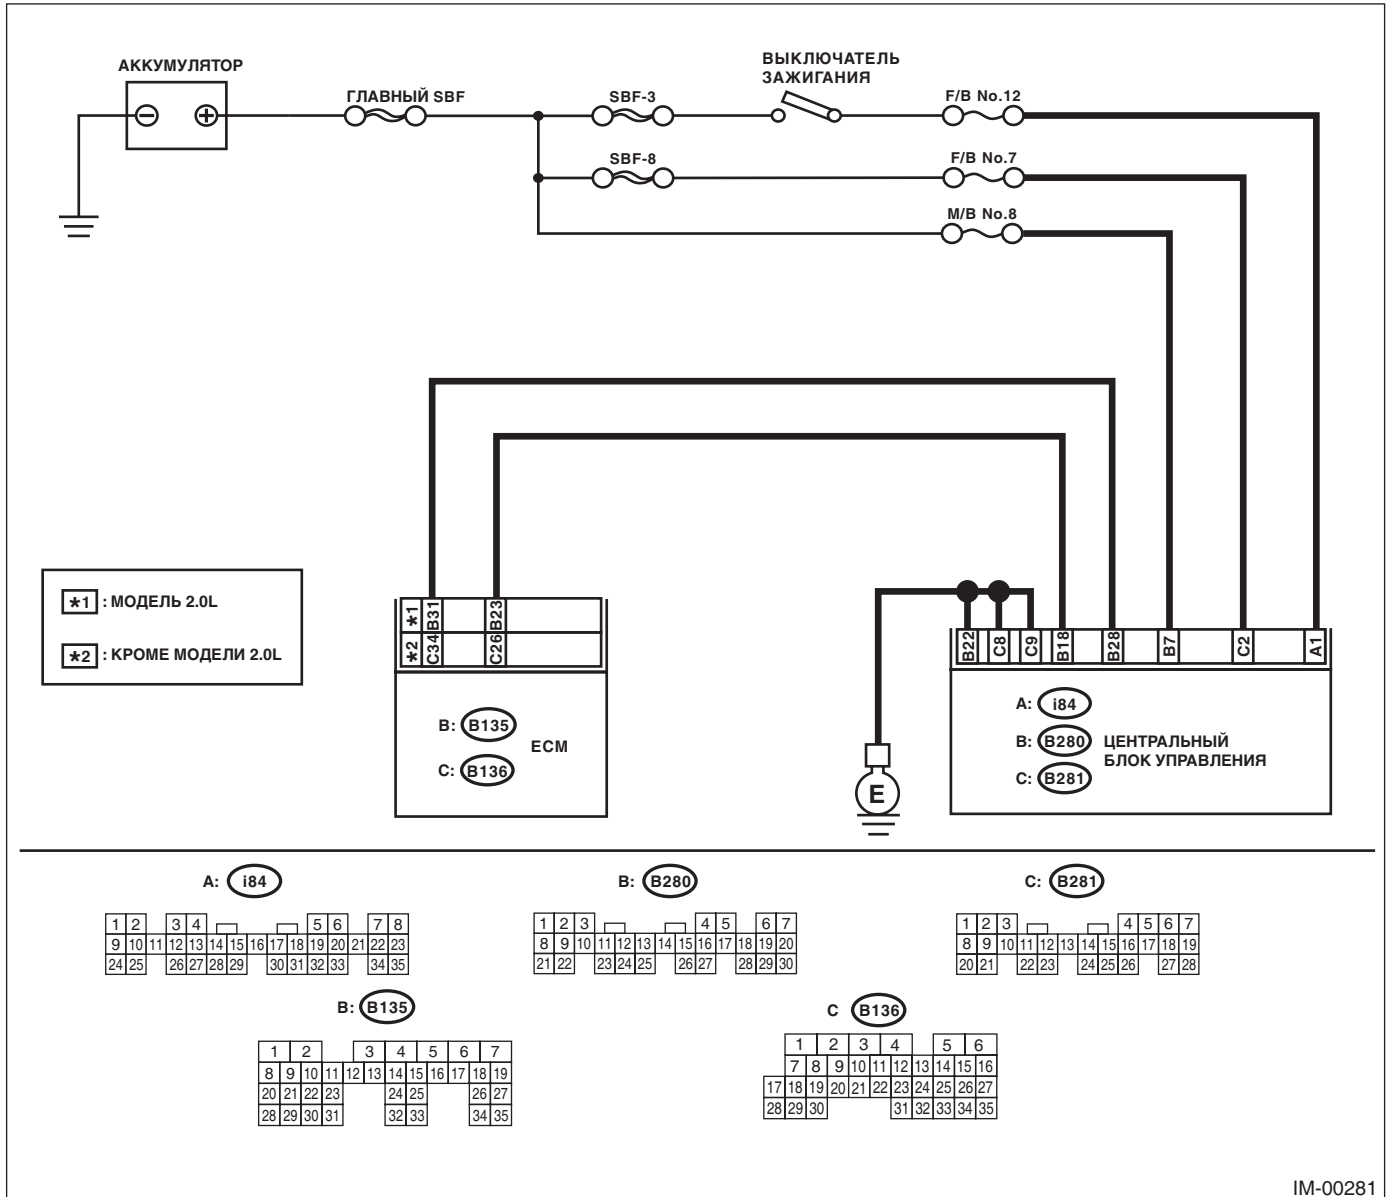 АККУМУЛЯТОР
ГЛАВНЫЙ SBF
SBF-3
ВЫКЛЮЧАТЕЛЬ
ЗАЖИГАНИЯ
F/B No.12
SBF-8
F/B No.7
M/B No.8
*1 : МОДЕЛЬ 2.0L
*2 : КРОМЕ МОДЕЛИ 2.0L
*1 B31 B23
*2 C34 C26
B: B135
ECM
C: B136
B22 C8 C9 B18 B28 B7 C2 A1
A: i84
B: B280 ЦЕНТРАЛЬНЫЙ
БЛОК УПРАВЛЕНИЯ
C: B281
E
A: i84
1 2 3 4 5 6 7 8
9 10 11 12 13 14 15 16 17 18 19 20 21 22 23
24 25 26 27 28 29 30 31 32 33 34 35
B: B280
1 2 3 4 5 6 7
8 9 10 11 12 13 14 15 16 17 18 19 20
21 22 23 24 25 26 27 28 29 30
C: B281
1 2 3 4 5 6 7
8 9 10 11 12 13 14 15 16 17 18 19
20 21 22 23 24 25 26 27 28
B: B135
1 2 3 4 5 6 7
8 9 10 11 12 13 14 15 16 17 18 19
20 21 22 23 24 25 26 27
28 29 30 31 32 33 34 35
C B136
1 2 3 4 5 6
7 8 9 10 11 12 13 14 15 16
17 18 19 20 21 22 23 24 25 26 27
28 29 30 31 32 33 34 35
IM-00281